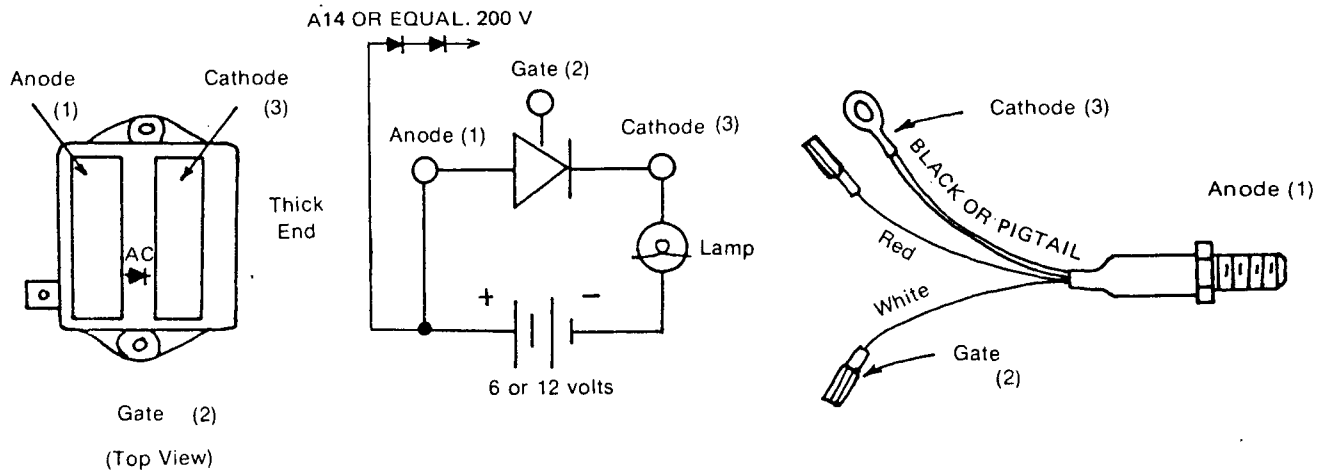 A14 OR EQUAL. 200 V
Anode
(1)
Cathode
(3)
AC
Thick
End
Gate (2)
(Top View)
Gate (2)
Anode (1)
Cathode (3)
Lamp
+ -
6 or 12 volts
Cathode (3)
BLACK OR PIGTAIL
Anode (1)
Red
White
Gate
(2)